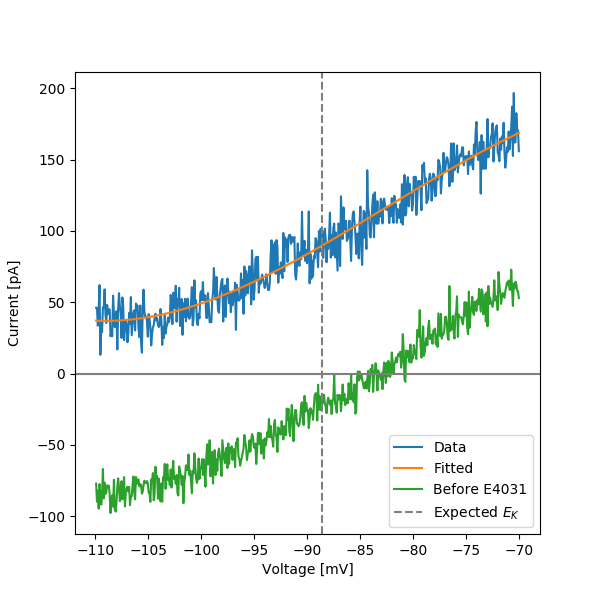 200
150
100
50
0
−50
−100
Current [pA]
−110 −105 −100 −95 −90 −85 −80 −75 −70
Voltage [mV]
Data
Fitted
Before E4031
Expected E_K